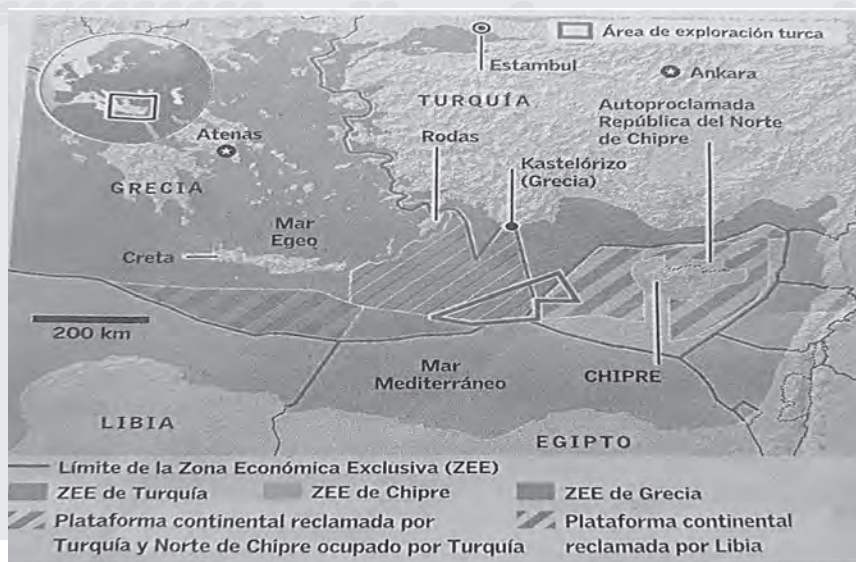 Área de exploración turca
Estambul
Ankara
TURQUÍA
Autoproclamada
República del Norte
de Chipre
Atenas
Rodas
Kastelórizo
(Grecia)
GRECIA
Mar
Egeo
Creta
200 km
Mar
Mediterráneo
CHIPRE
LIBIA
EGIPTO
Límite de la Zona Económica Exclusiva (ZEE)
ZEE de Turquía
ZEE de Chipre
ZEE de Grecia
Plataforma continental reclamada por
Turquía y Norte de Chipre ocupado por Turquía
Plataforma continental
reclamada por Libia